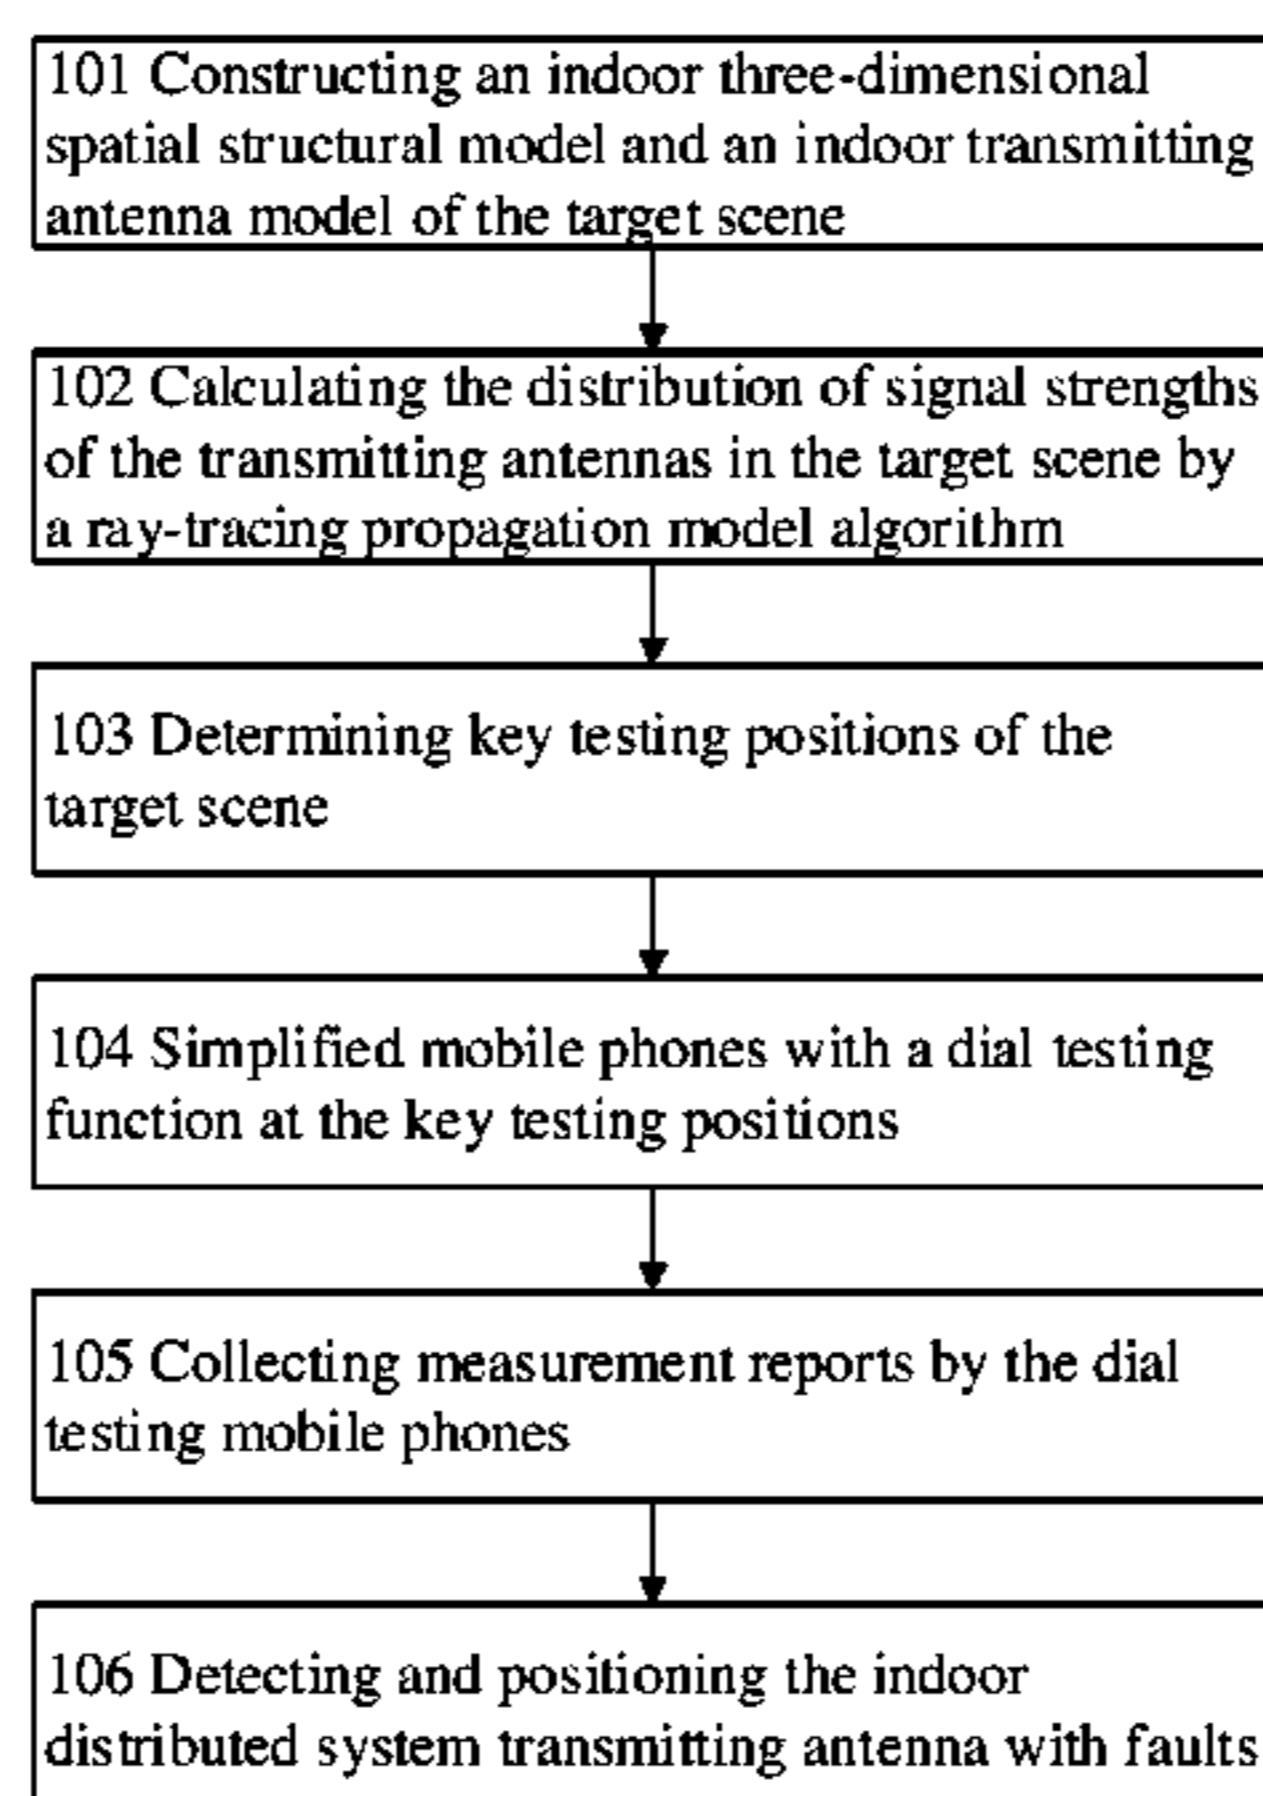 101 Constructing an indoor three-dimensional
spatial structural model and an indoor transmitting
antenna model of the target scene
102 Calculating the distribution of signal strengths
of the transmitting antennas in the target scene by
a ray-tracing propagation model algorithm
103 Determining key testing positions of the
target scene
104 Simplified mobile phones with a dial testing
function at the key testing positions
105 Collecting measurement reports by the dial
testing mobile phones
106 Detecting and positioning the indoor
distributed system transmitting antenna with faults